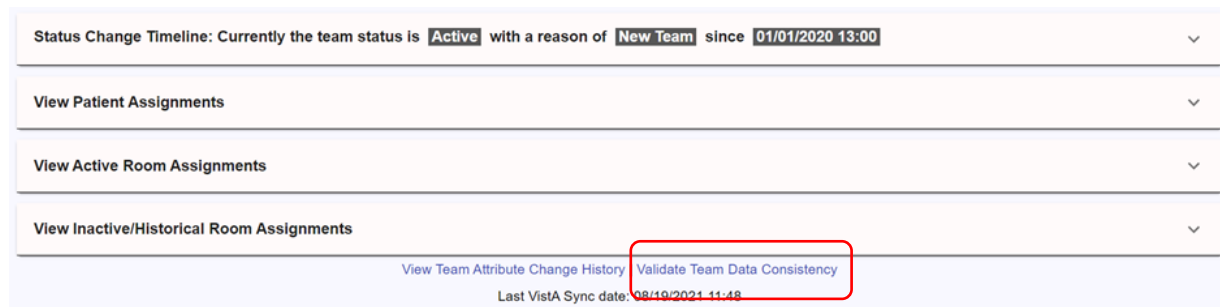 Status Change Timeline: Currently the team status is Active with a reason of New Team since 01/01/2020 13:00
View Patient Assignments
View Active Room Assignments
View Inactive/Historical Room Assignments
View Team Attribute Change History | Validate Team Data Consistency
Last VistA Sync date: 08/19/2021 11:48